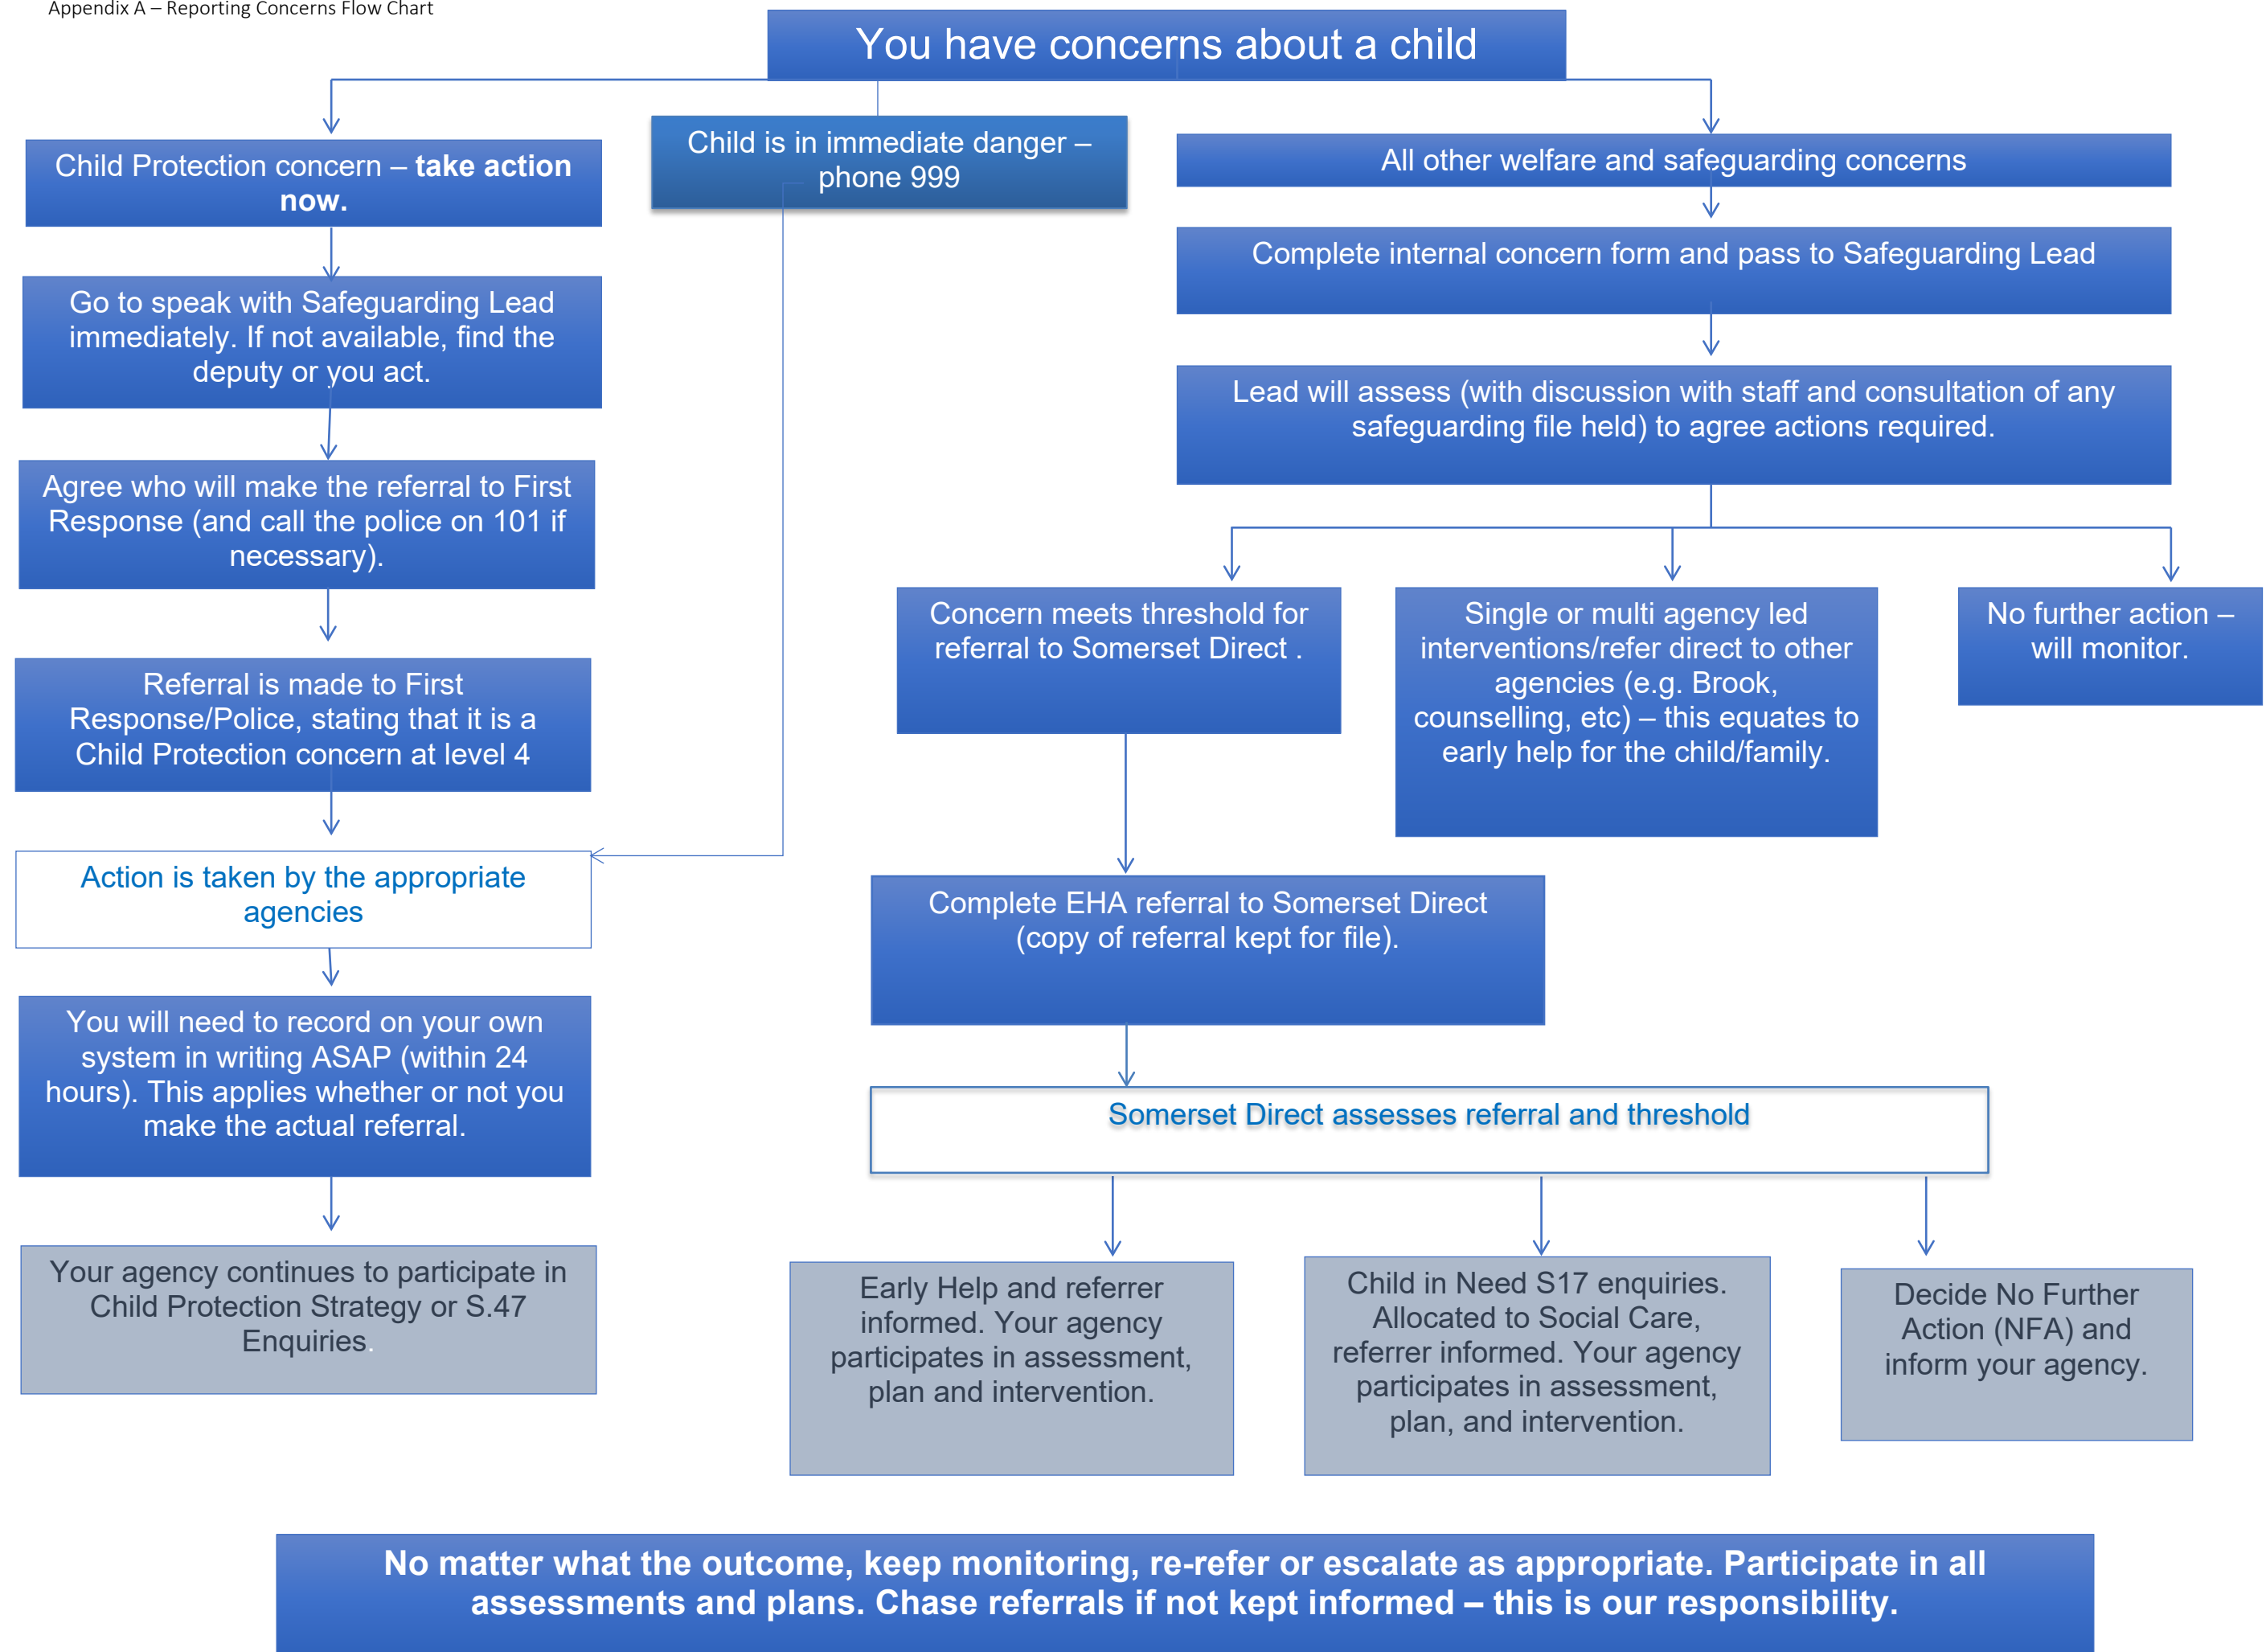 Appendix A – Reporting Concerns Flow Chart
You have concerns about a child
Child Protection concern – take action
now.
Go to speak with Safeguarding Lead
immediately. If not available, find the
deputy or you act.
Agree who will make the referral to First
Response (and call the police on 101 if
necessary).
Referral is made to First
Response/Police, stating that it is a
Child Protection concern at level 4
Action is taken by the appropriate
agencies
You will need to record on your own
system in writing ASAP (within 24
hours). This applies whether or not you
make the actual referral.
Your agency continues to participate in
Child Protection Strategy or S.47
Enquiries.
Child is in immediate danger –
phone 999
All other welfare and safeguarding concerns
Complete internal concern form and pass to Safeguarding Lead
Lead will assess (with discussion with staff and consultation of any
safeguarding file held) to agree actions required.
Concern meets threshold for
referral to Somerset Direct .
Single or multi agency led
interventions/refer direct to other
agencies (e.g. Brook,
counselling, etc) – this equates to
early help for the child/family.
No further action –
will monitor.
Complete EHA referral to Somerset Direct
(copy of referral kept for file).
Somerset Direct assesses referral and threshold
Early Help and referrer
informed. Your agency
participates in assessment,
plan and intervention.
Child in Need S17 enquiries.
Allocated to Social Care,
referrer informed. Your agency
participates in assessment,
plan, and intervention.
Decide No Further
Action (NFA) and
inform your agency.
No matter what the outcome, keep monitoring, re-refer or escalate as appropriate. Participate in all
assessments and plans. Chase referrals if not kept informed – this is our responsibility.